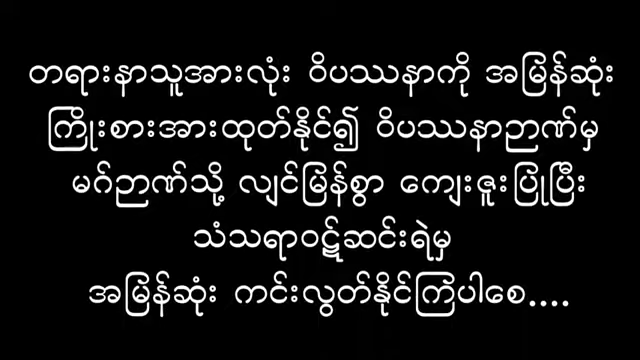 တရားနာသူအားလုံး ဝိပဿနာကို အမြန်ဆုံး
ကြိုးစားအားထုတ်နိုင်၍ ဝိပဿနာဉာဏ်မှ
မဂ်ဉာဏ်သို့ လျင်မြန်စွာ ကျေးဇူးပြုပြီး
သံသရာဝဋ်ဆင်းရဲမှ
အမြန်ဆုံး ကင်းလွတ်နိုင်ကြပါစေ....